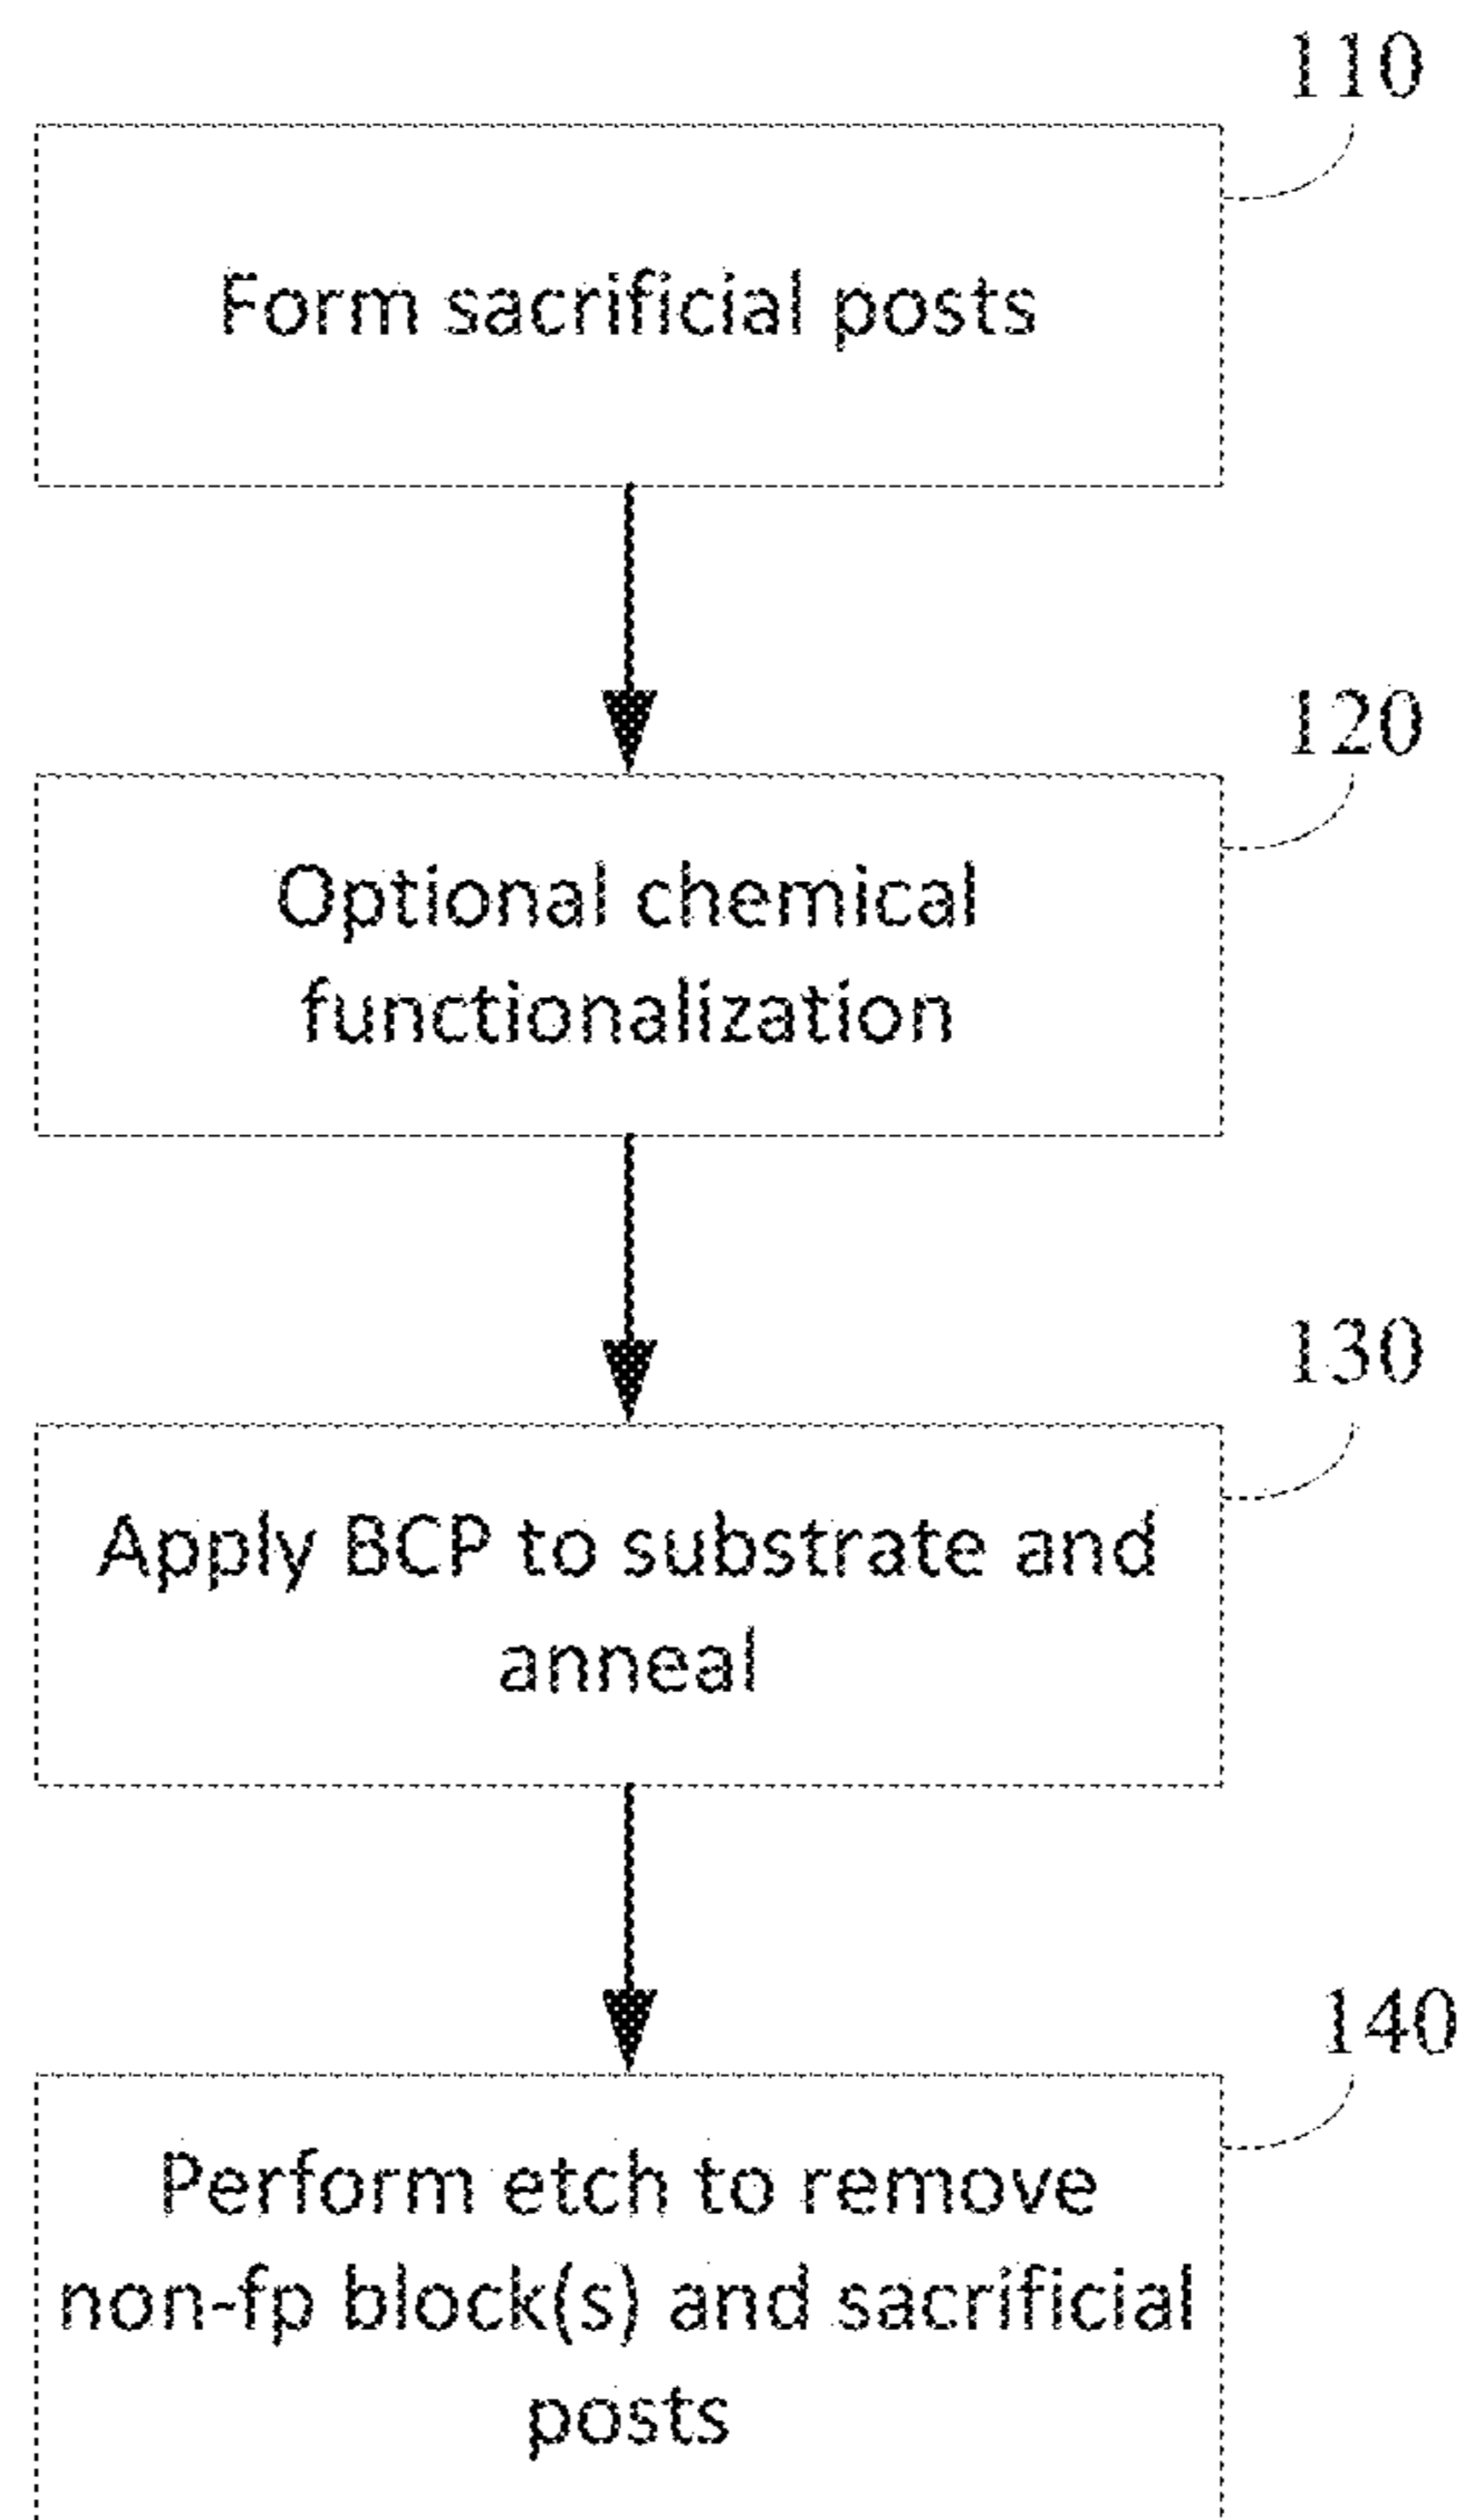 110
Form sacrificial posts
120
Optional chemical
functionalization
130
Apply BCP to substrate and
anneal
140
Perform etch to remove
non-fp block(s) and sacrificial
posts